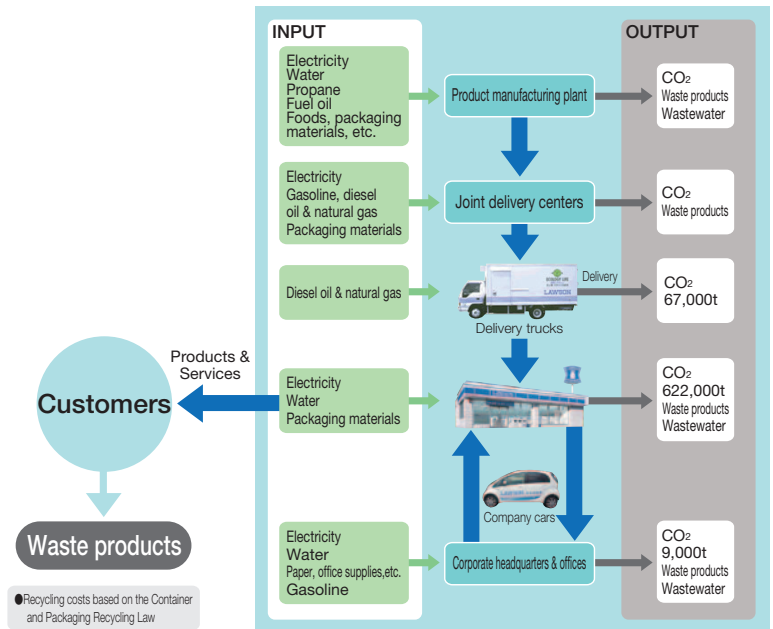 INPUT
OUTPUT
Electricity
Water
Propane
Fuel oil
Foods, packaging
materials, etc.
Product manufacturing plant
CO2
Waste products
Wastewater
Electricity
Gasoline, diesel
oil & natural gas
Packaging materials
Joint delivery centers
CO2
Waste products
Diesel oil & natural gas
LAWSON
Delivery
Delivery trucks
CO2
67,000t
Products &
Services
Customers
Electricity
Water
Packaging materials
CO2
622,000t
Waste products
Wastewater
LAWSON
Company cars
Waste products
Electricity
Water
Paper, office supplies,etc.
Gasoline
Corporate headquarters & offices
CO2
9,000t
Waste products
Wastewater
●Recycling costs based on the Container
and Packaging Recycling Law